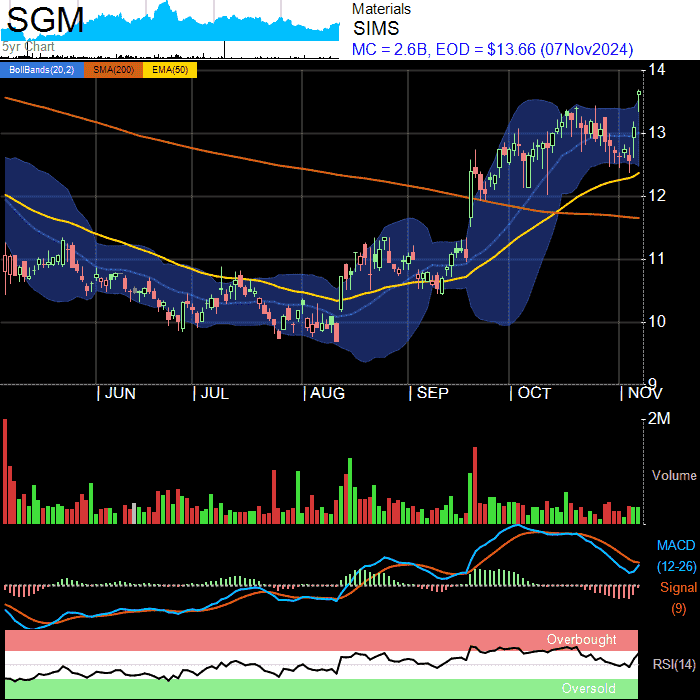 SGM
5yr Chart
Materials
SIMS
MC = 2.6B, EOD = $13.66 (07Nov2024)
BollBands(20,2) SMA(200) EMA(50)
14
13
12
11
10
9
| JUN | JUL | AUG | SEP | OCT | NOV
2M
Volume
MACD
(12-26)
Signal
(9)
Overbought
RSI(14)
Oversold